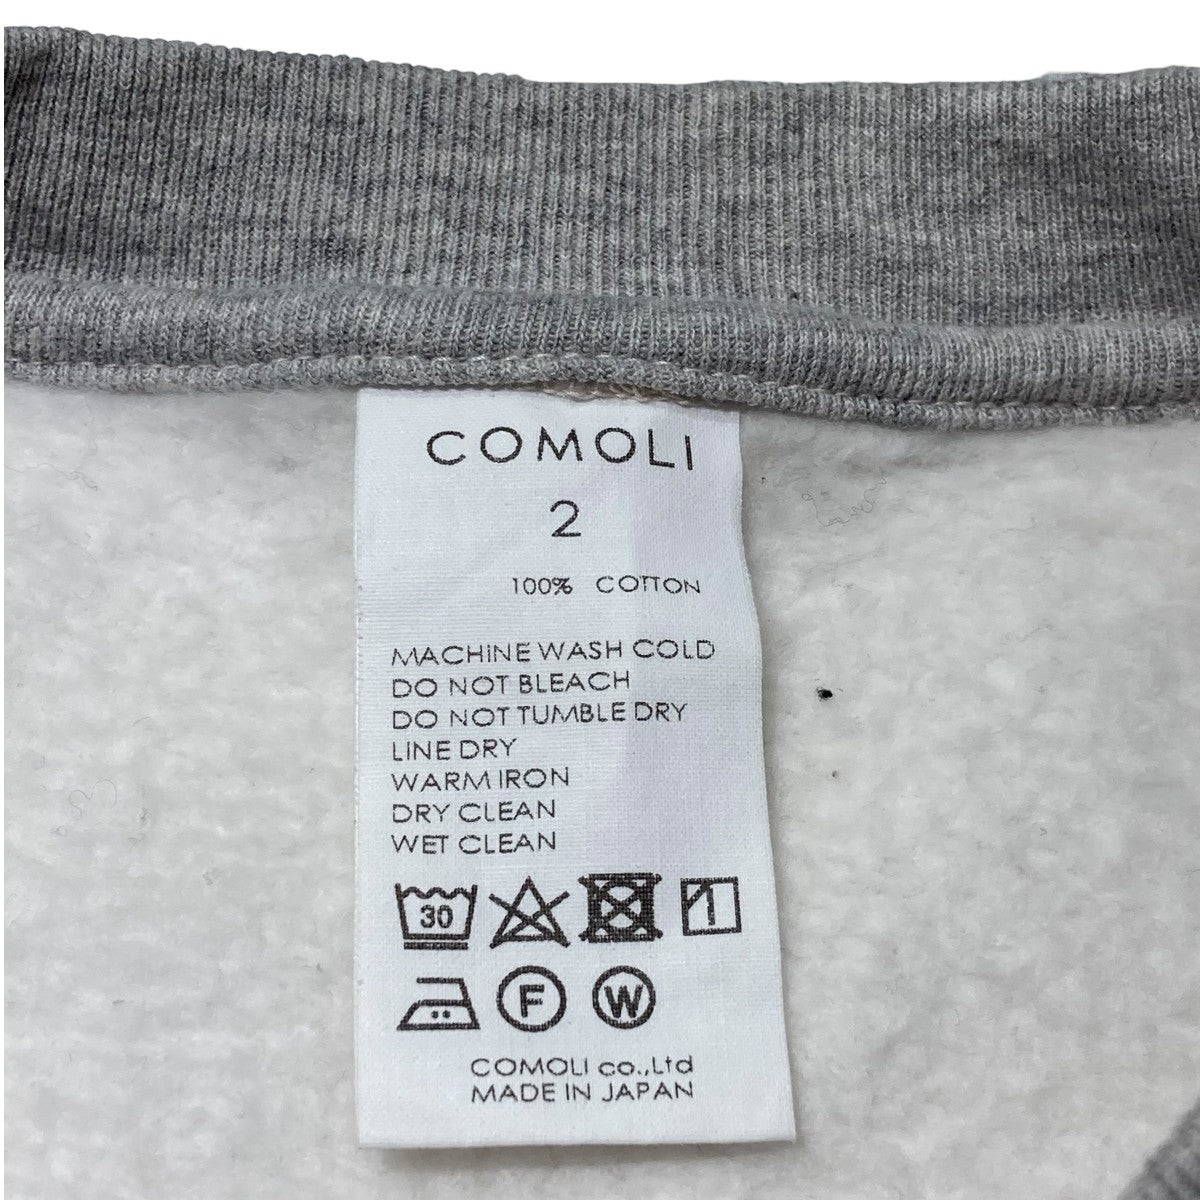 COMOLI
2
100% COTTON
MACHINE WASH COLD
DO NOT BLEACH
DO NOT TUMBLE DRY
LINE DRY
WARM IRON
DRY CLEAN
WET CLEAN
30
F W
COMOLI co.,Ltd
MADE IN JAPAN